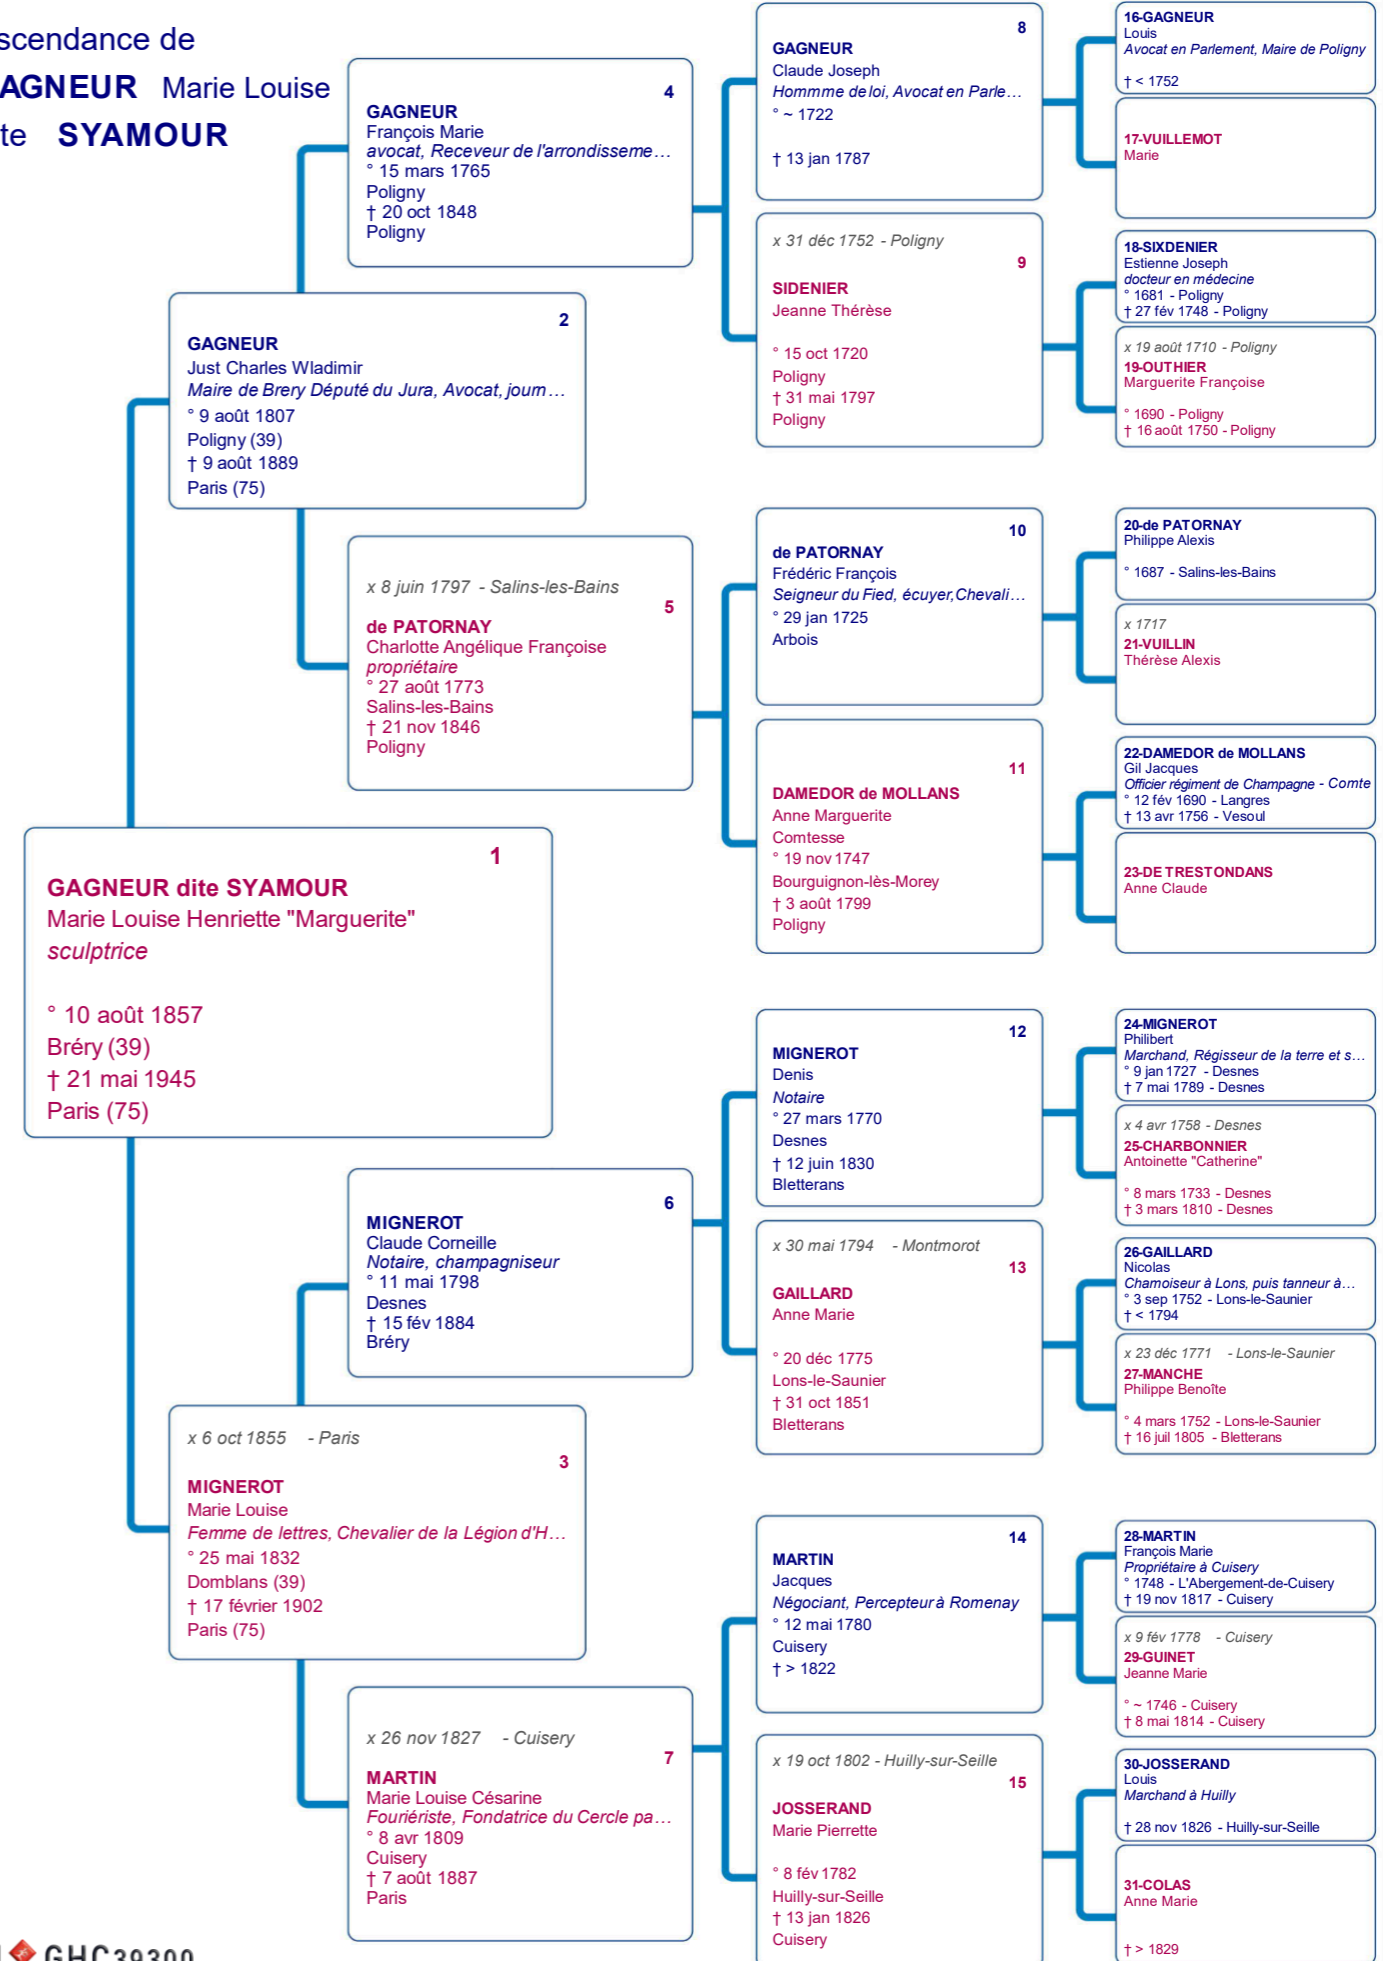 scendance de
AGNEUR Marie Louise
te SYAMOUR
1
GAGNEUR dite SYAMOUR
Marie Louise Henriette "Marguerite"
sculptrice
° 10 août 1857
Bréry (39)
† 21 mai 1945
Paris (75)
2
GAGNEUR
Just Charles Wladimir
Maire de Brery Député du Jura, Avocat, journ…
° 9 août 1807
Poligny (39)
† 9 août 1889
Paris (75)
x 6 oct 1855 - Paris
3
MIGNEROT
Marie Louise
Femme de lettres, Chevalier de la Légion d'H…
° 25 mai 1832
Domblans (39)
† 17 février 1902
Paris (75)
4
GAGNEUR
François Marie
avocat, Receveur de l'arrondisseme…
° 15 mars 1765
Poligny
† 20 oct 1848
Poligny
x 8 juin 1797 - Salins-les-Bains
5
de PATORNAY
Charlotte Angélique Françoise
propriétaire
° 27 août 1773
Salins-les-Bains
† 21 nov 1846
Poligny
6
MIGNEROT
Claude Corneille
Notaire, champagniseur
° 11 mai 1798
Desnes
† 15 fév 1884
Bréry
x 26 nov 1827 - Cuisery
7
MARTIN
Marie Louise Césarine
Fouriériste, Fondatrice du Cercle pa…
° 8 avr 1809
Cuisery
† 7 août 1887
Paris
8
GAGNEUR
Claude Joseph
Hommme de loi, Avocat en Parle…
° ~ 1722
† 13 jan 1787
x 31 déc 1752 - Poligny
9
SIDENIER
Jeanne Thérèse
° 15 oct 1720
Poligny
† 31 mai 1797
Poligny
10
de PATORNAY
Frédéric François
Seigneur du Fied, écuyer,Chevali…
° 29 jan 1725
Arbois
11
DAMEDOR de MOLLANS
Anne Marguerite
Comtesse
° 19 nov 1747
Bourguignon-lès-Morey
† 3 août 1799
Poligny
12
MIGNEROT
Denis
Notaire
° 27 mars 1770
Desnes
† 12 juin 1830
Bletterans
x 30 mai 1794 - Montmorot
13
GAILLARD
Anne Marie
° 20 déc 1775
Lons-le-Saunier
† 31 oct 1851
Bletterans
14
MARTIN
Jacques
Négociant, Percepteur à Romenay
° 12 mai 1780
Cuisery
† > 1822
x 19 oct 1802 - Huilly-sur-Seille
15
JOSSERAND
Marie Pierrette
° 8 fév 1782
Huilly-sur-Seille
† 13 jan 1826
Cuisery
16-GAGNEUR
Louis
Avocat en Parlement, Maire de Poligny
† < 1752
17-VUILLEMOT
Marie
18-SIXDENIER
Estienne Joseph
docteur en médecine
° 1681 - Poligny
† 27 fév 1748 - Poligny
x 19 août 1710 - Poligny
19-OUTHIER
Marguerite Françoise
° 1690 - Poligny
† 16 août 1750 - Poligny
20-de PATORNAY
Philippe Alexis
° 1687 - Salins-les-Bains
x 1717
21-VUILLIN
Thérèse Alexis
22-DAMEDOR de MOLLANS
Gil Jacques
Officier régiment de Champagne - Comte
° 12 fév 1690 - Langres
† 13 avr 1756 - Vesoul
23-DE TRESTONDANS
Anne Claude
24-MIGNEROT
Philibert
Marchand, Régisseur de la terre et s…
° 9 jan 1727 - Desnes
† 7 mai 1789 - Desnes
x 4 avr 1758 - Desnes
25-CHARBONNIER
Antoinette "Catherine"
° 8 mars 1733 - Desnes
† 3 mars 1810 - Desnes
26-GAILLARD
Nicolas
Chamoiseur à Lons, puis tanneur à…
° 3 sep 1752 - Lons-le-Saunier
† < 1794
x 23 déc 1771 - Lons-le-Saunier
27-MANCHE
Philippe Benoîte
° 4 mars 1752 - Lons-le-Saunier
† 16 juil 1805 - Bletterans
28-MARTIN
François Marie
Propriétaire à Cuisery
° 1748 - L'Abergement-de-Cuisery
† 19 nov 1817 - Cuisery
x 9 fév 1778 - Cuisery
29-GUINET
Jeanne Marie
° ~ 1746 - Cuisery
† 8 mai 1814 - Cuisery
30-JOSSERAND
Louis
Marchand à Huilly
† 28 nov 1826 - Huilly-sur-Seille
31-COLAS
Anne Marie
† > 1829
GHC39300